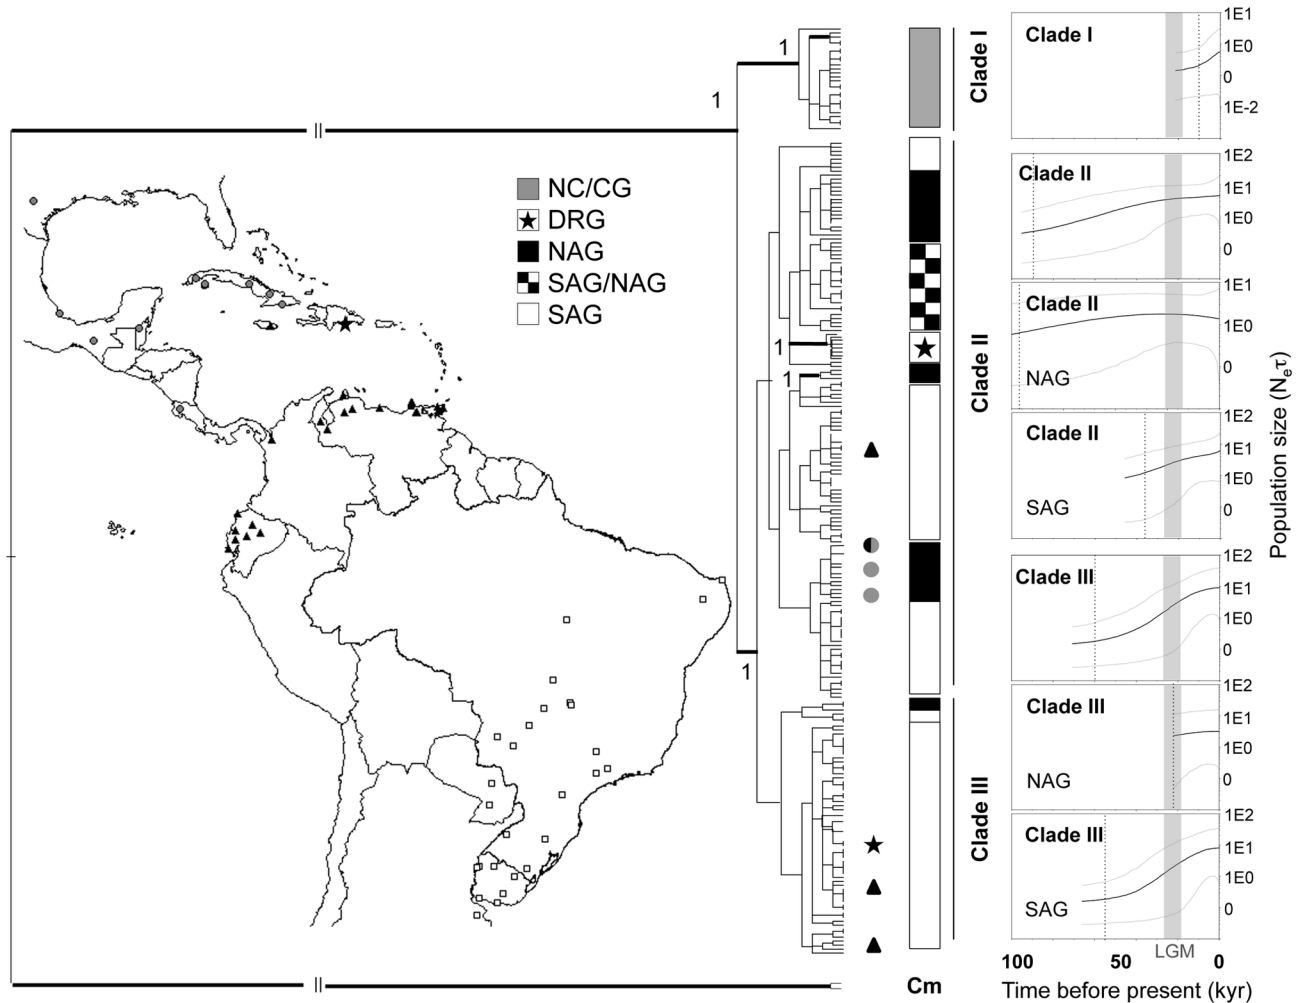 1
1
Clade I
NC/CG
DRG
NAG
SAG/NAG
SAG
1
1
Clade II
1
Clade III
Cm
Clade I
1E1
1E0
0
1E-2
Clade II
1E2
1E1
1E0
0
Clade II
NAG
1E1
1E0
0
Clade II
SAG
1E2
1E1
1E0
0
Clade III
1E2
1E1
1E0
0
Clade III
NAG
1E2
1E1
1E0
0
Clade III
SAG
1E2
1E1
1E0
0
Population size (Neτ)
LGM
100 50 0
Time before present (kyr)